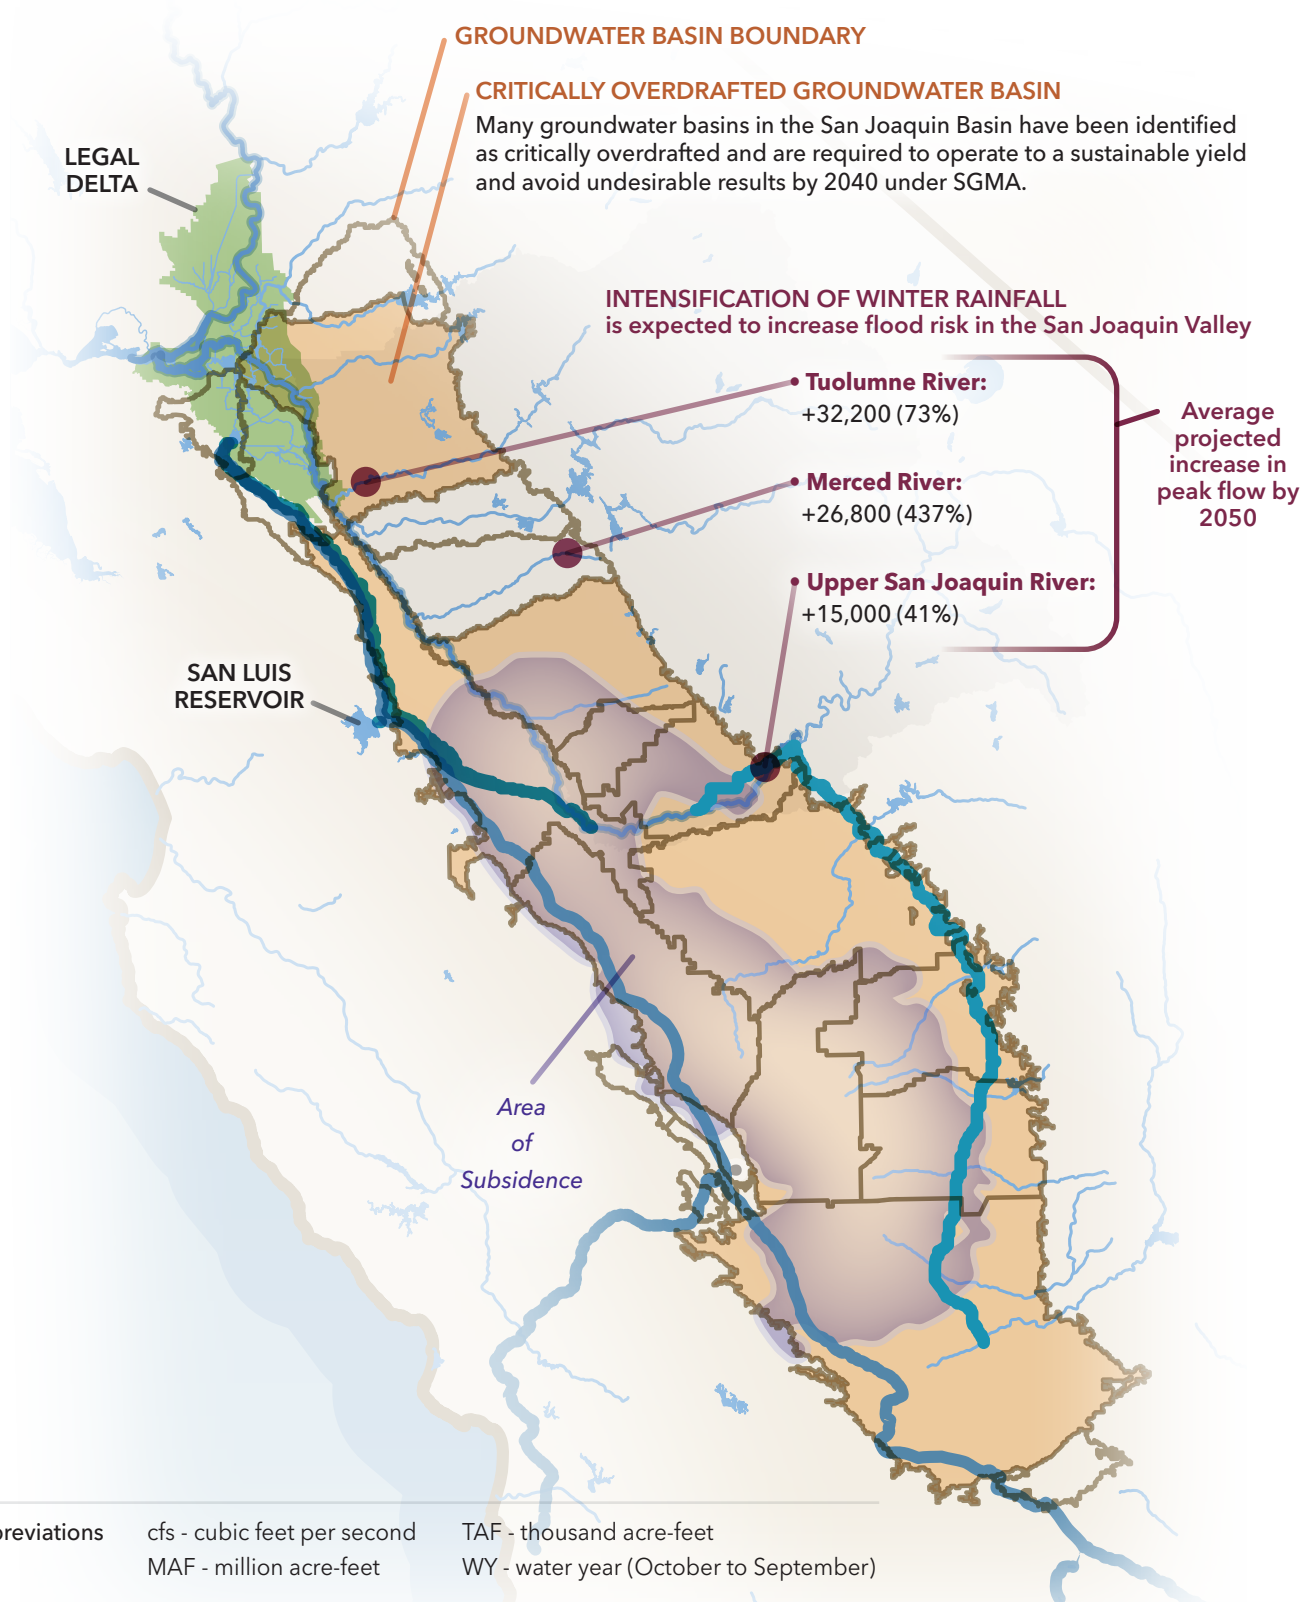 GROUNDWATER BASIN BOUNDARY
CRITICALLY OVERDRAFTED GROUNDWATER BASIN
Many groundwater basins in the San Joaquin Basin have been identified
as critically overdrafted and are required to operate to a sustainable yield
and avoid undesirable results by 2040 under SGMA.
LEGAL
DELTA
INTENSIFICATION OF WINTER RAINFALL
is expected to increase flood risk in the San Joaquin Valley
• Tuolumne River:
+32,200 (73%)
• Merced River:
+26,800 (437%)
• Upper San Joaquin River:
+15,000 (41%)
Average
projected
increase in
peak flow by
2050
SAN LUIS
RESERVOIR
Area
of
Subsidence
breviations
cfs - cubic feet per second
TAF - thousand acre-feet
MAF - million acre-feet
WY - water year (October to September)